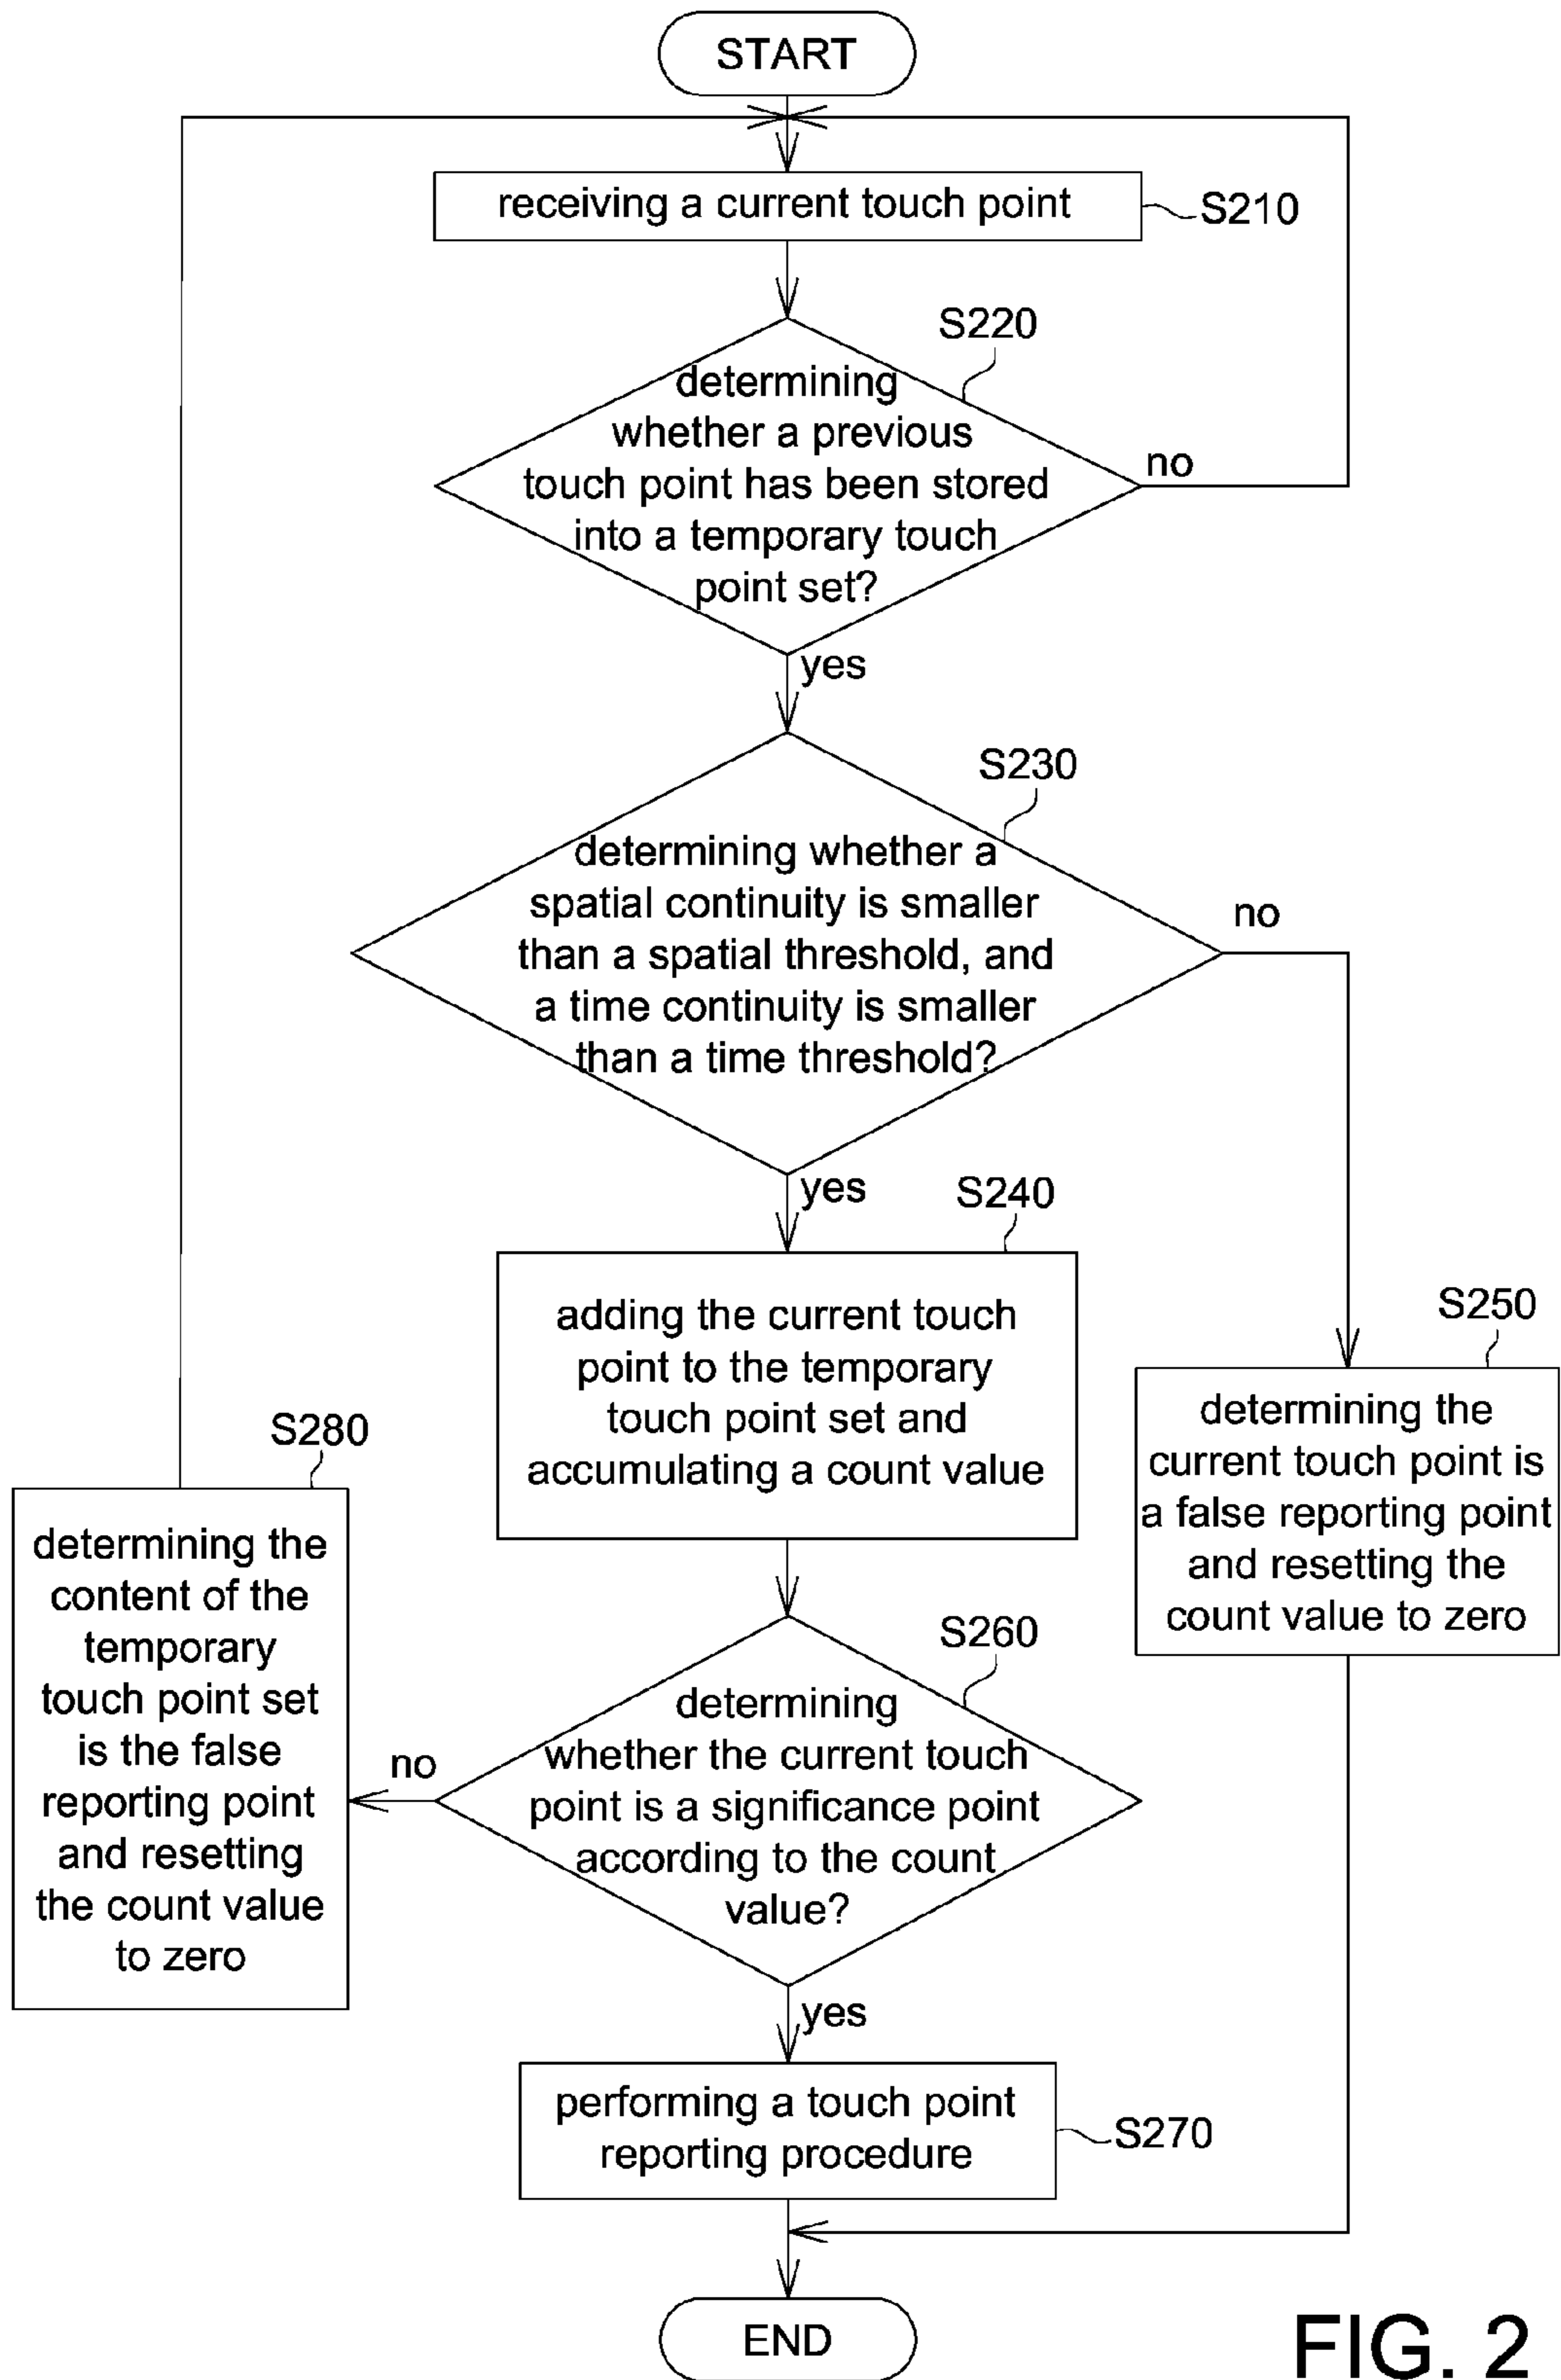 START
receiving a current touch point
S210
S220
determining
whether a previous
touch point has been stored
into a temporary touch
point set?
no
yes
S230
determining whether a
spatial continuity is smaller
than a spatial threshold, and
a time continuity is smaller
than a time threshold?
no
yes
S240
adding the current touch
point to the temporary
touch point set and
accumulating a count value
S250
determining the
current touch point is
a false reporting point
and resetting the
count value to zero
S280
determining the
content of the
temporary
touch point set
is the false
reporting point
and resetting
the count value
to zero
S260
determining
whether the current touch
point is a significance point
according to the count
value?
no
yes
performing a touch point
reporting procedure
S270
END
FIG. 2